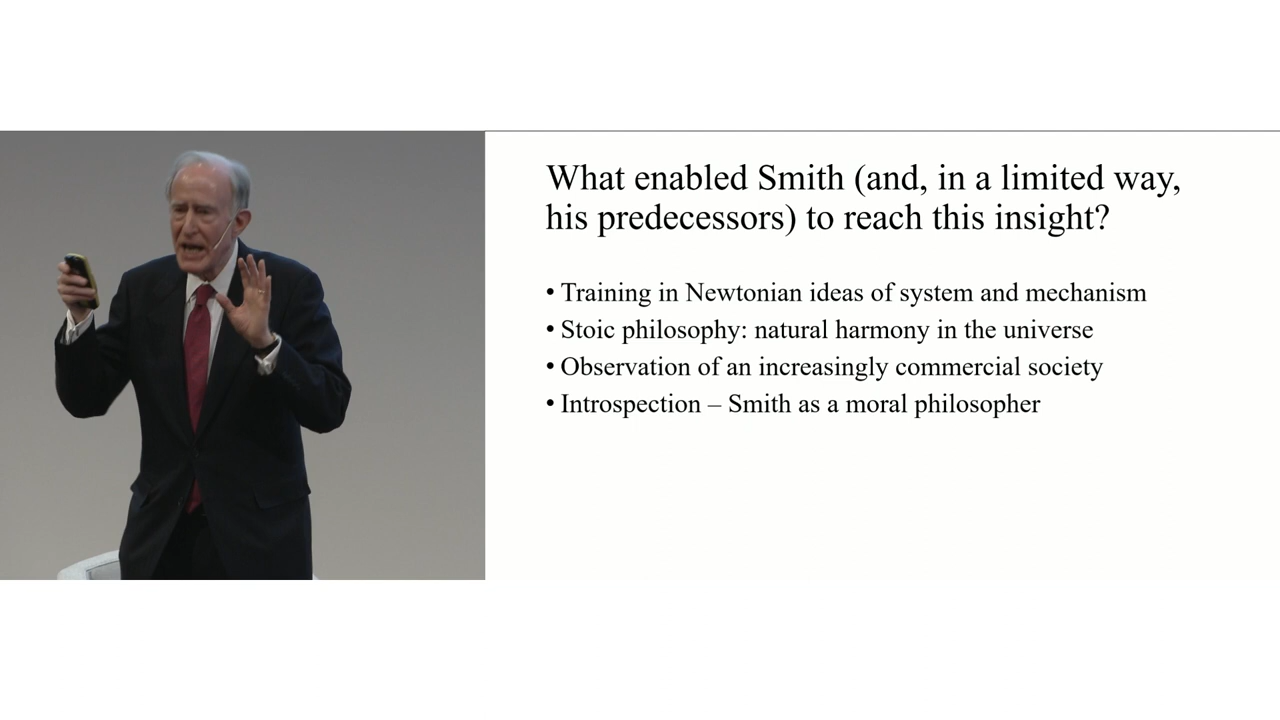 What enabled Smith (and, in a limited way,
his predecessors) to reach this insight?
• Training in Newtonian ideas of system and mechanism
• Stoic philosophy: natural harmony in the universe
• Observation of an increasingly commercial society
• Introspection – Smith as a moral philosopher